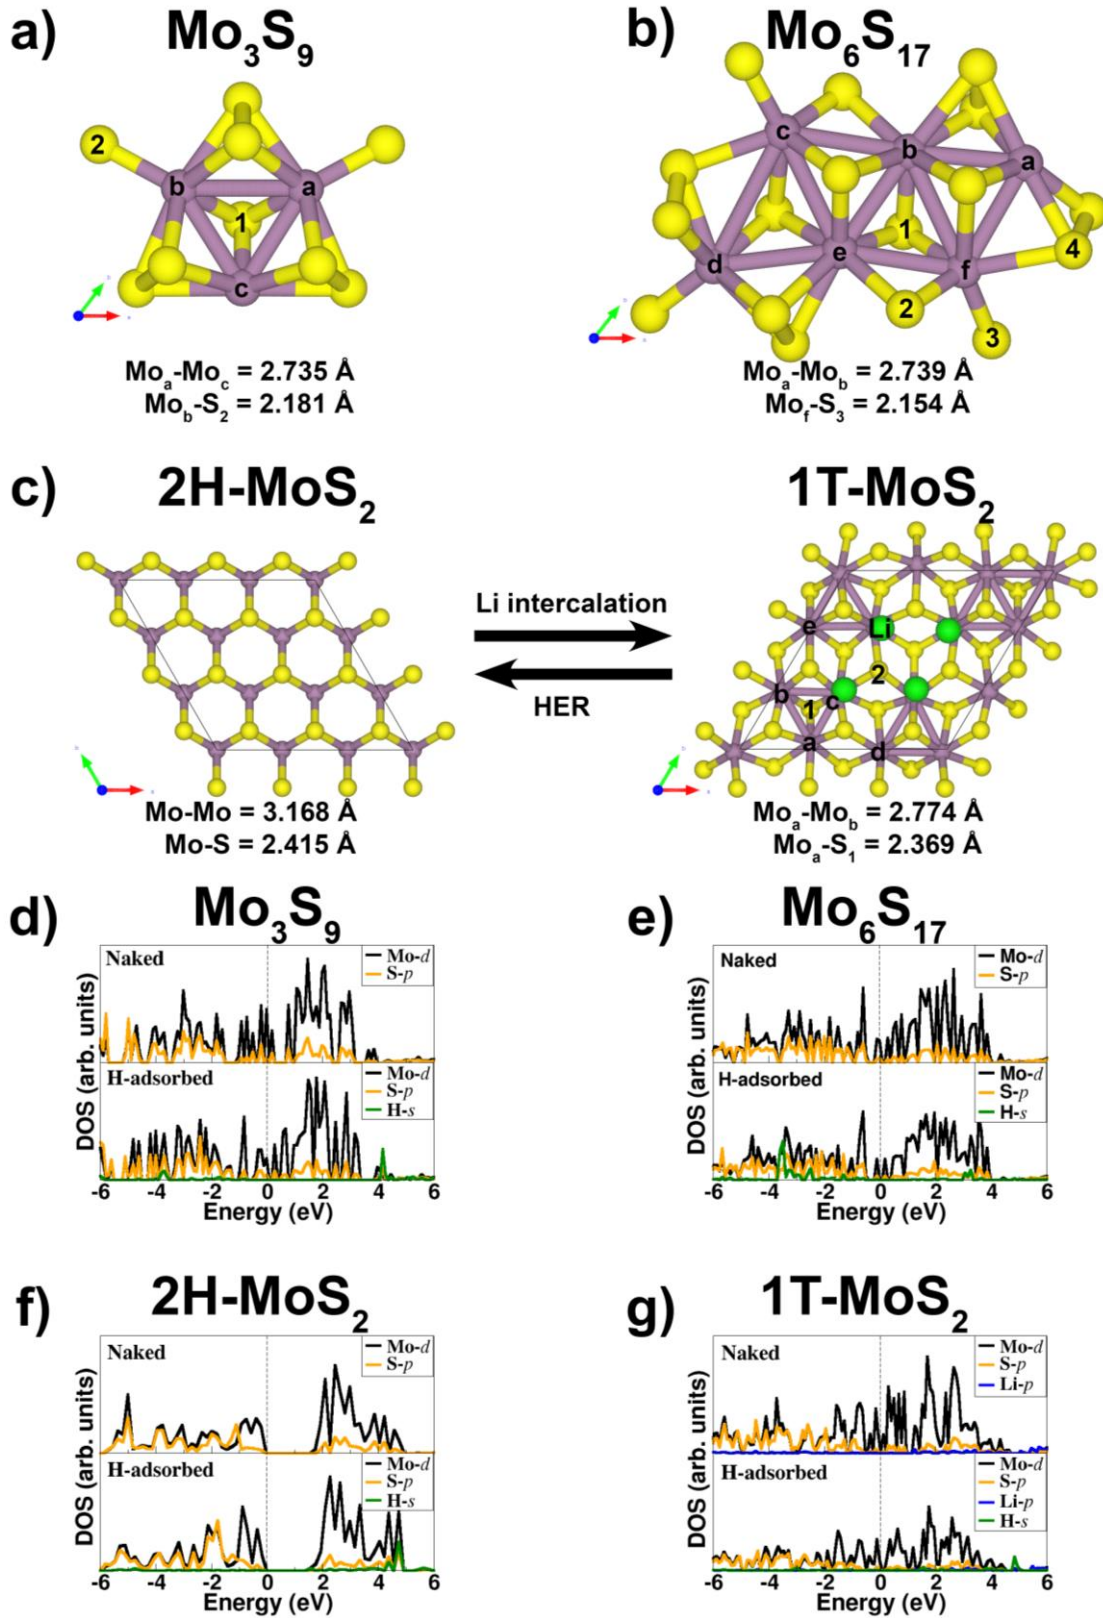 a) Mo3S9
b) Mo6S17
2 b a 1 c
c b a 1 d e f 4 2 3
Moa-Moc = 2.735 Å
Mob-S2 = 2.181 Å
Moa-Mob = 2.739 Å
Mof-S3 = 2.154 Å
c) 2H-MoS2
1T-MoS2
Li intercalation
HER
e Li
2
b 1 c
a d
Mo-Mo = 3.168 Å
Mo-S = 2.415 Å
Moa-Mob = 2.774 Å
Moa-S1 = 2.369 Å
d) Mo3S9
DOS (arb. units)
Naked
Mo-d
S-p
H-adsorbed
Mo-d
S-p
H-s
-6 -4 -2 0 2 4 6
Energy (eV)
e) Mo6S17
DOS (arb. units)
Naked
Mo-d
S-p
H-adsorbed
Mo-d
S-p
H-s
-6 -4 -2 0 2 4 6
Energy (eV)
f) 2H-MoS2
DOS (arb. units)
Naked
Mo-d
S-p
H-adsorbed
Mo-d
S-p
H-s
-6 -4 -2 0 2 4 6
Energy (eV)
g) 1T-MoS2
DOS (arb. units)
Naked
Mo-d
S-p
Li-p
H-adsorbed
Mo-d
S-p
Li-p
H-s
-6 -4 -2 0 2 4 6
Energy (eV)